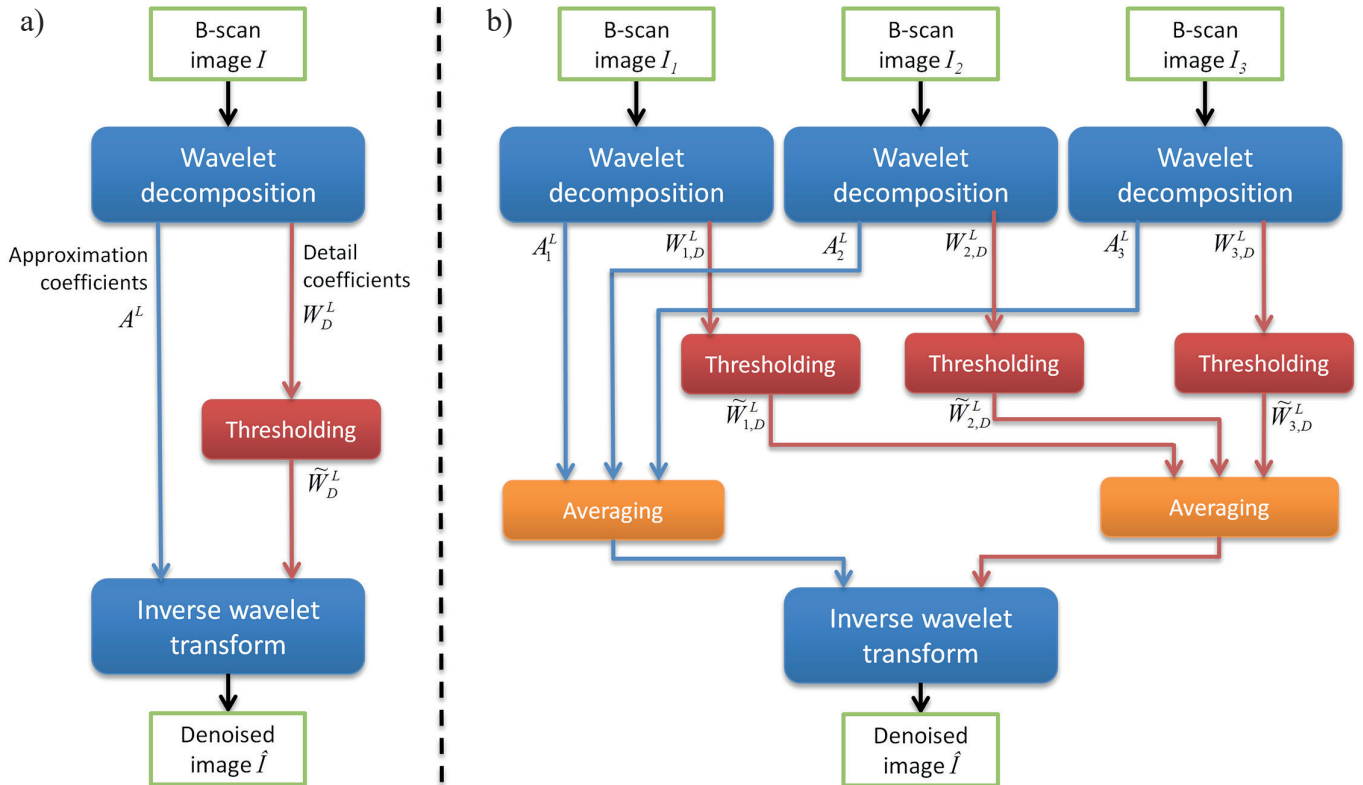 a)
B-scan
image I
Wavelet
decomposition
Approximation
coefficients
A^L
Detail
coefficients
W_D^L
Thresholding
W̃_D^L
Inverse wavelet
transform
Denoised
image Î
b)
B-scan
image I_1
B-scan
image I_2
B-scan
image I_3
Wavelet
decomposition
Wavelet
decomposition
Wavelet
decomposition
A_1^L
W_{1,D}^L
A_2^L
W_{2,D}^L
A_3^L
W_{3,D}^L
Thresholding
Thresholding
Thresholding
W̃_{1,D}^L
W̃_{2,D}^L
W̃_{3,D}^L
Averaging
Averaging
Inverse wavelet
transform
Denoised
image Î